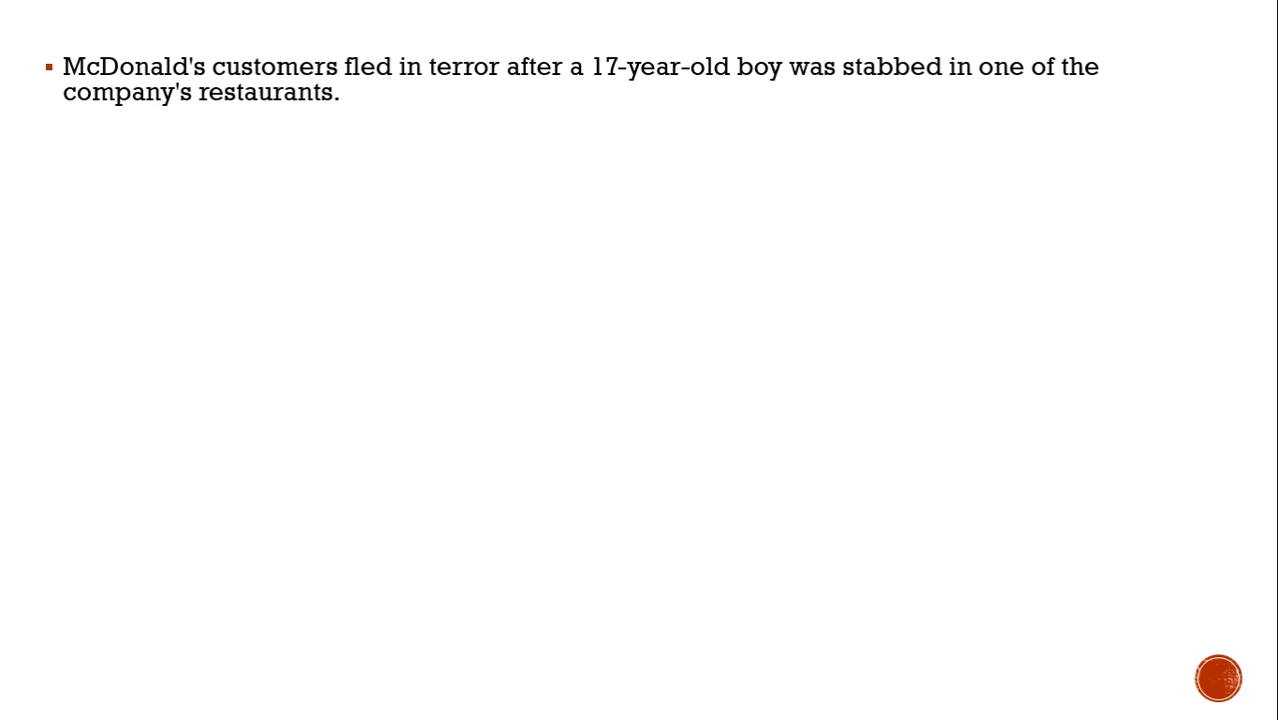 McDonald's customers fled in terror after a 17-year-old boy was stabbed in one of the
company's restaurants.